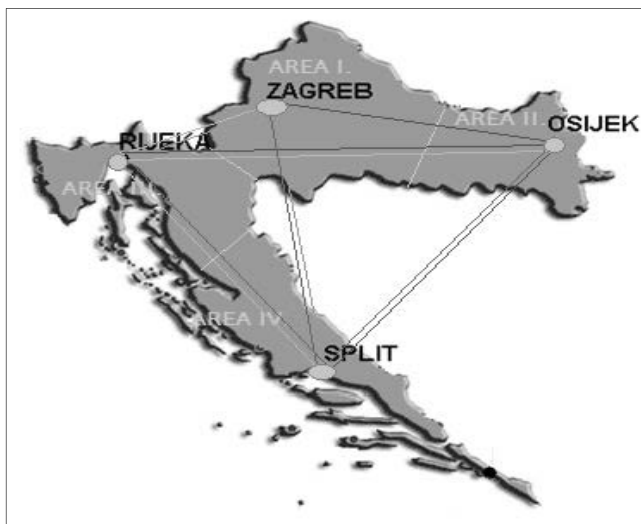 AREA I.
ZAGREB
AREA II.
OSIJEK
RIJEKA
AREA IV
SPLIT